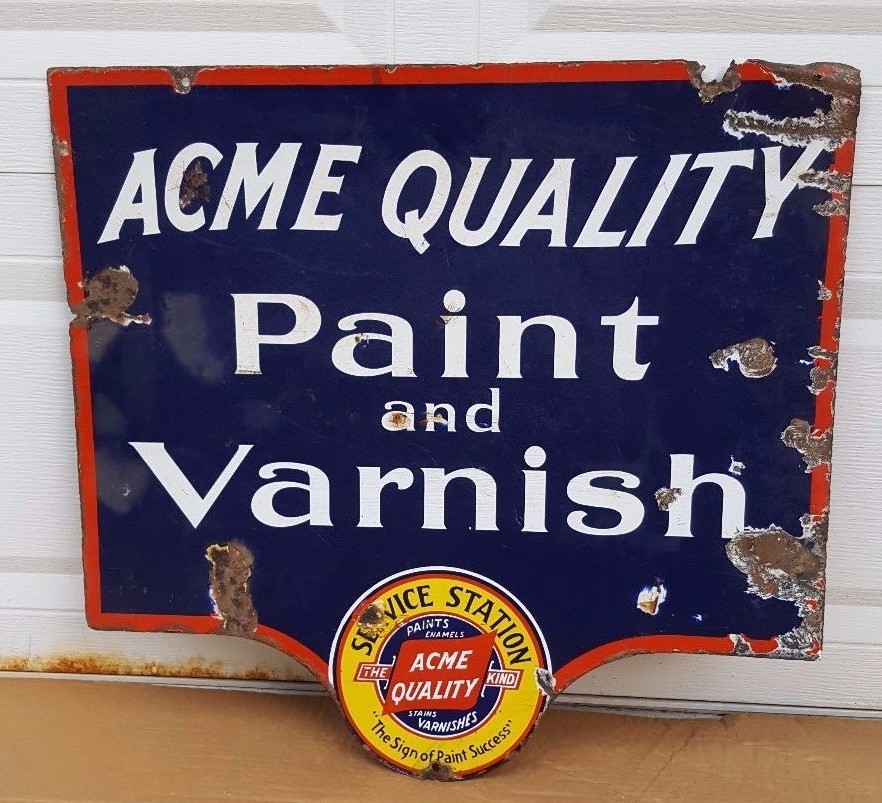 ACME QUALITY
Paint
and
Varnish
SERVICE STATION
PAINTS
ENAMELS
THE ACME QUALITY KIND
STAINS
VARNISHES
"The Sign of Paint Success"